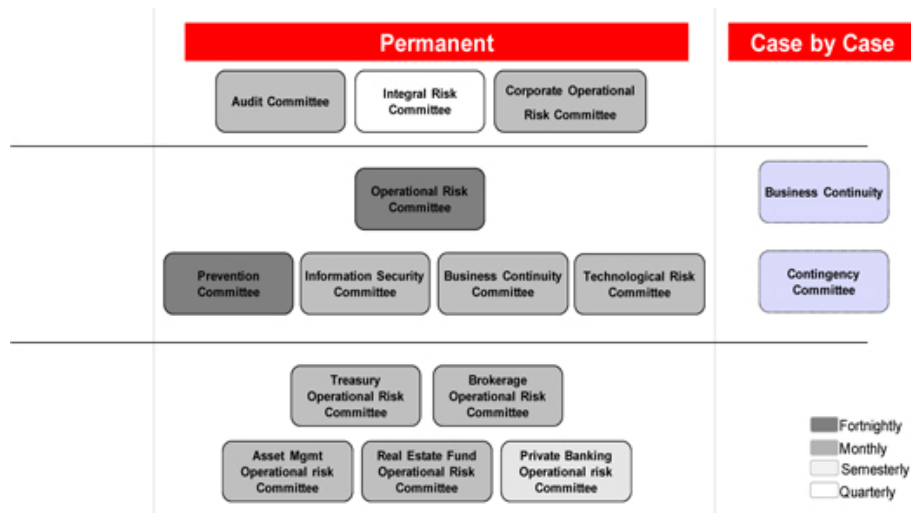 Permanent
Case by Case
Audit Committee
Integral Risk
Committee
Corporate Operational
Risk Committee
Operational Risk
Committee
Business Continuity
Prevention
Committee
Information Security
Committee
Business Continuity
Committee
Technological Risk
Committee
Contingency
Committee
Treasury
Operational Risk
Committee
Brokerage
Operational Risk
Committee
Asset Mgmt
Operational risk
Committee
Real Estate Fund
Operational Risk
Committee
Private Banking
Operational risk
Committee
Fortnightly
Monthly
Semesterly
Quarterly